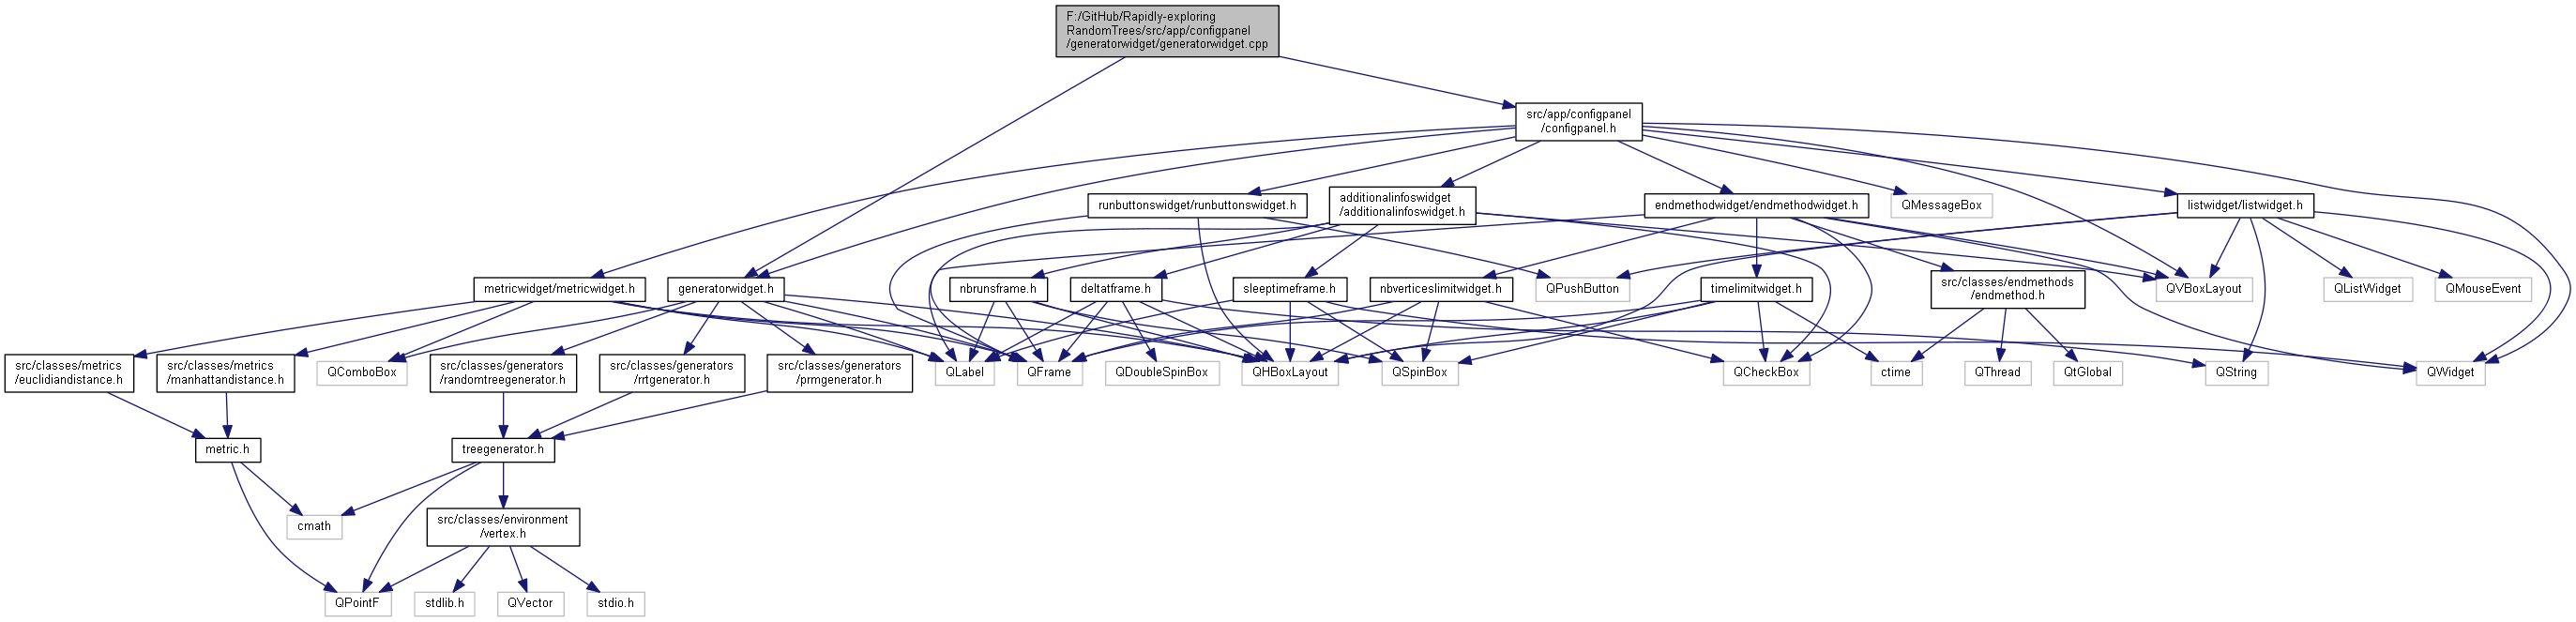 F:/GitHub/Rapidly-exploring
RandomTrees/src/app/configpanel
/generatorwidget/generatorwidget.cpp
src/app/configpanel
/configpanel.h
runbuttonswidget/runbuttonswidget.h
additionalinfoswidget
/additionalinfoswidget.h
endmethodwidget/endmethodwidget.h
QMessageBox
listwidget/listwidget.h
metricwidget/metricwidget.h
generatorwidget.h
nbrunsframe.h
deltatframe.h
sleeptimeframe.h
nbverticeslimitwidget.h
QPushButton
timelimitwidget.h
src/classes/endmethods
/endmethod.h
QVBoxLayout
QListWidget
QMouseEvent
src/classes/metrics
/euclidiandistance.h
src/classes/metrics
/manhattandistance.h
QComboBox
src/classes/generators
/randomtreegenerator.h
src/classes/generators
/rrtgenerator.h
src/classes/generators
/prmgenerator.h
QLabel
QFrame
QDoubleSpinBox
QHBoxLayout
QSpinBox
QCheckBox
ctime
QThread
QtGlobal
QString
QWidget
metric.h
treegenerator.h
cmath
src/classes/environment
/vertex.h
QPointF
stdlib.h
QVector
stdio.h